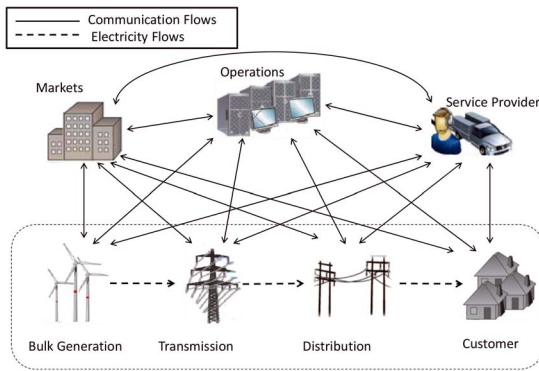 Communication Flows
Electricity Flows
Markets
Operations
Service Provider
Bulk Generation
Transmission
Distribution
Customer